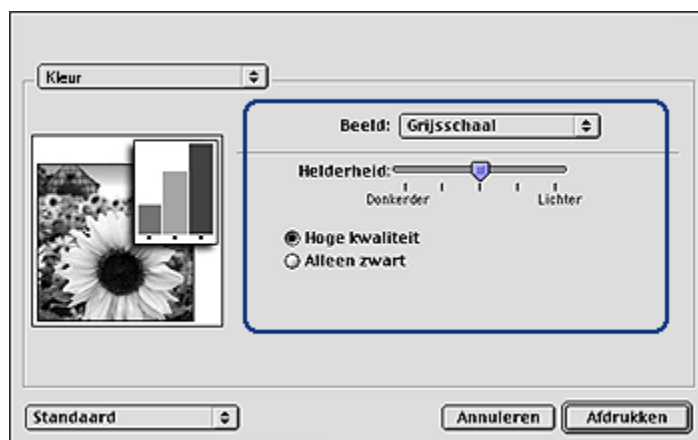 Kleur
Beeld: Grijsschaal
Helderheid:
Donkerder Lichter
Hoge kwaliteit
Alleen zwart
Standaard Annuleren Afdrukken